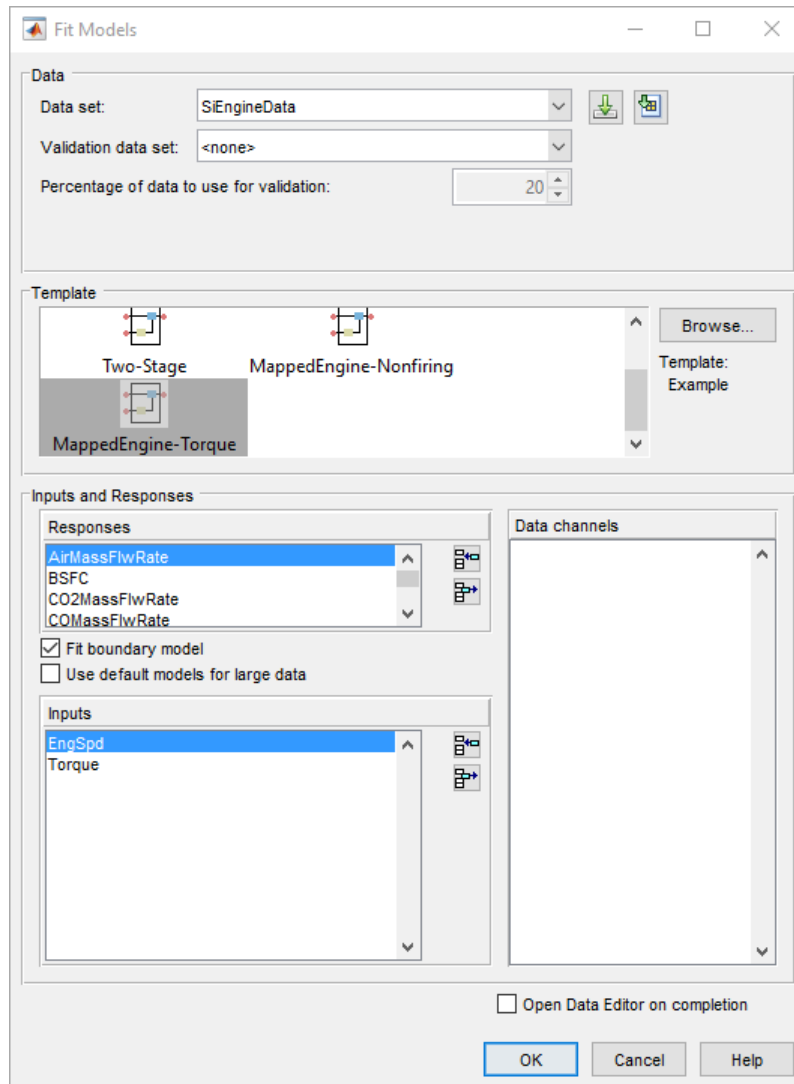 Fit Models
Data
Data set: SiEngineData
Validation data set: <none>
Percentage of data to use for validation: 20
Template
Two-Stage MappedEngine-Nonfiring
MappedEngine-Torque
Browse...
Template:
Example
Inputs and Responses
Responses
AirMassFlwRate
BSFC
CO2MassFlwRate
COMassFlwRate
Fit boundary model
Use default models for large data
Inputs
EngSpd
Torque
Data channels
Open Data Editor on completion
OK Cancel Help